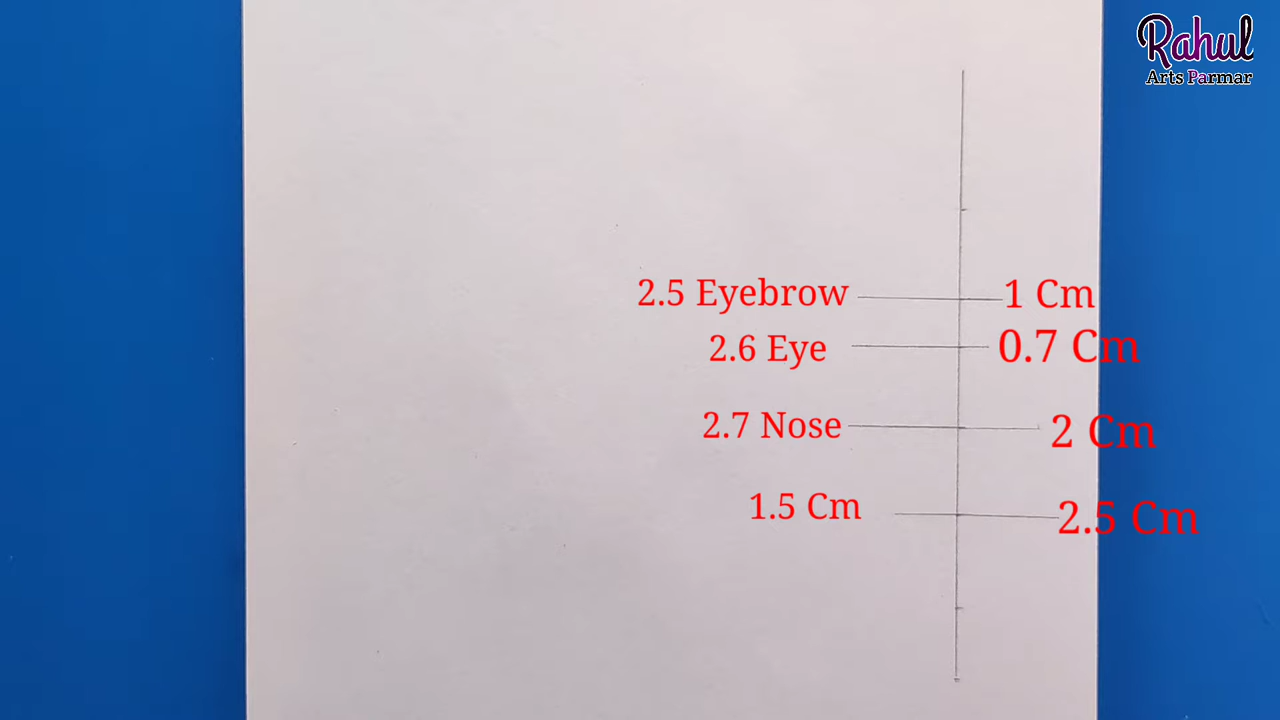 Rahul
Arts Parmar
2.5 Eyebrow 1 Cm
2.6 Eye 0.7 Cm
2.7 Nose 2 Cm
1.5 Cm 2.5 Cm